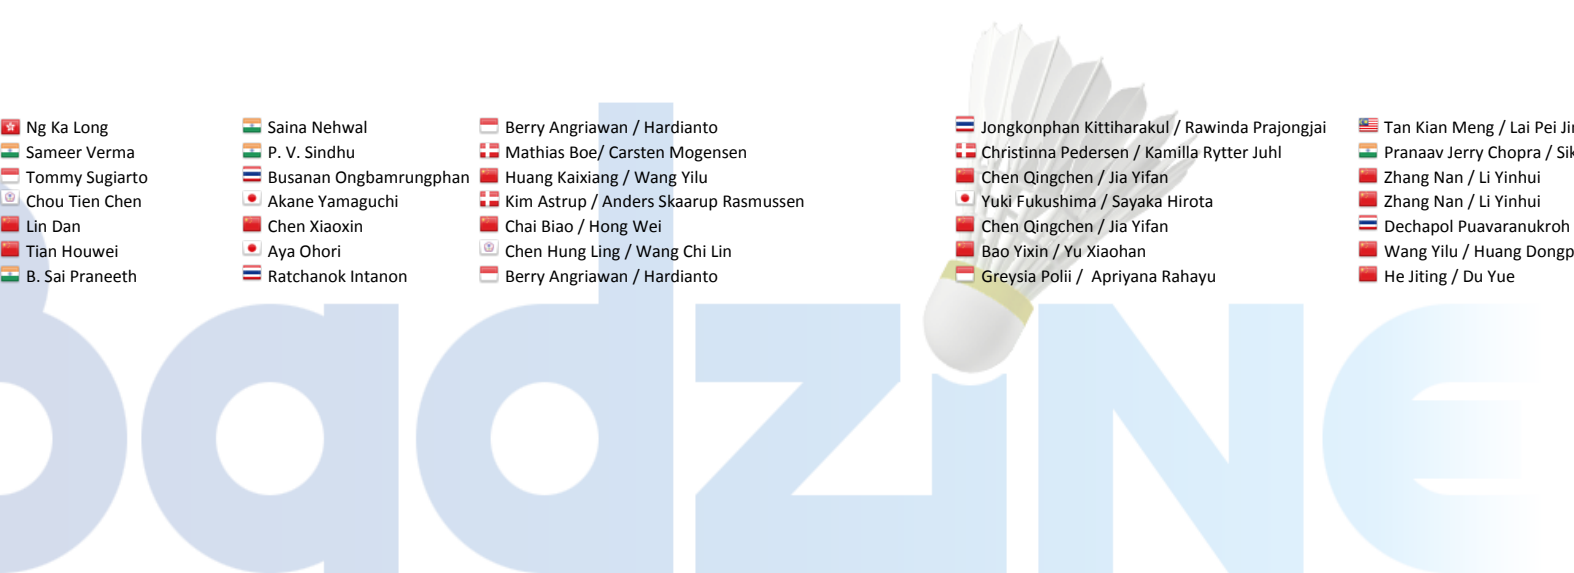 Ng Ka Long Saina Nehwal Berry Angriawan / Hardianto Jongkonphan Kittiharakul / Rawinda Prajongjai Tan Kian Meng / Lai Pei
Sameer Verma P. V. Sindhu Mathias Boe/ Carsten Mogensen Christinna Pedersen / Kamilla Rytter Juhl Pranaav Jerry Chopra /
Tommy Sugiarto Busanan Ongbamrungphan Huang Kaixiang / Wang Yilu Chen Qingchen / Jia Yifan Zhang Nan / Li Yinhui
Chou Tien Chen Akane Yamaguchi Kim Astrup / Anders Skaarup Rasmussen Yuki Fukushima / Sayaka Hirota Zhang Nan / Li Yinhui
Lin Dan Chen Xiaoxin Chai Biao / Hong Wei Chen Qingchen / Jia Yifan Dechapol Puavaranukroh
Tian Houwei Aya Ohori Chen Hung Ling / Wang Chi Lin Bao Yixin / Yu Xiaohan Wang Yilu / Huang
B. Sai Praneeth Ratchanok Intanon Berry Angriawan / Hardianto Greysia Polii / Apriyana Rahayu He Jiting / Du Yue
badziNe